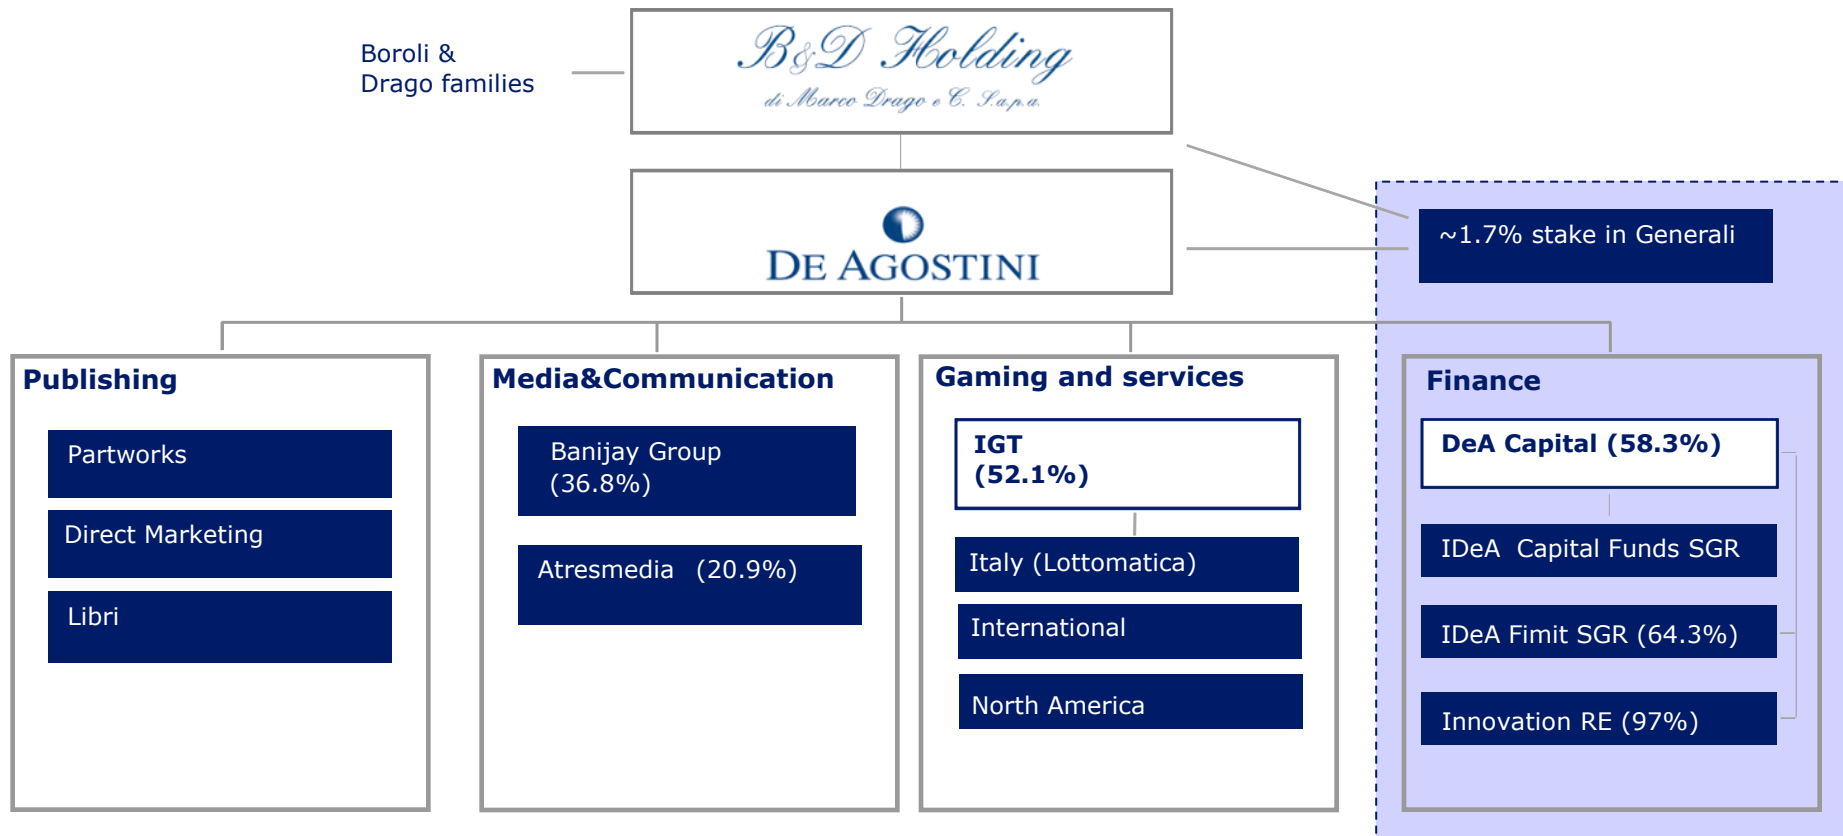 Boroli &
Drago families
B&D Holding
di Marco Drago e C. S.a.p.a.
DE AGOSTINI
~1.7% stake in Generali
Publishing
Partworks
Direct Marketing
Libri
Media&Communication
Banijay Group
(36.8%)
Atresmedia (20.9%)
Gaming and services
IGT
(52.1%)
Italy (Lottomatica)
International
North America
Finance
DeA Capital (58.3%)
IDeA Capital Funds SGR
IDeA Fimit SGR (64.3%)
Innovation RE (97%)